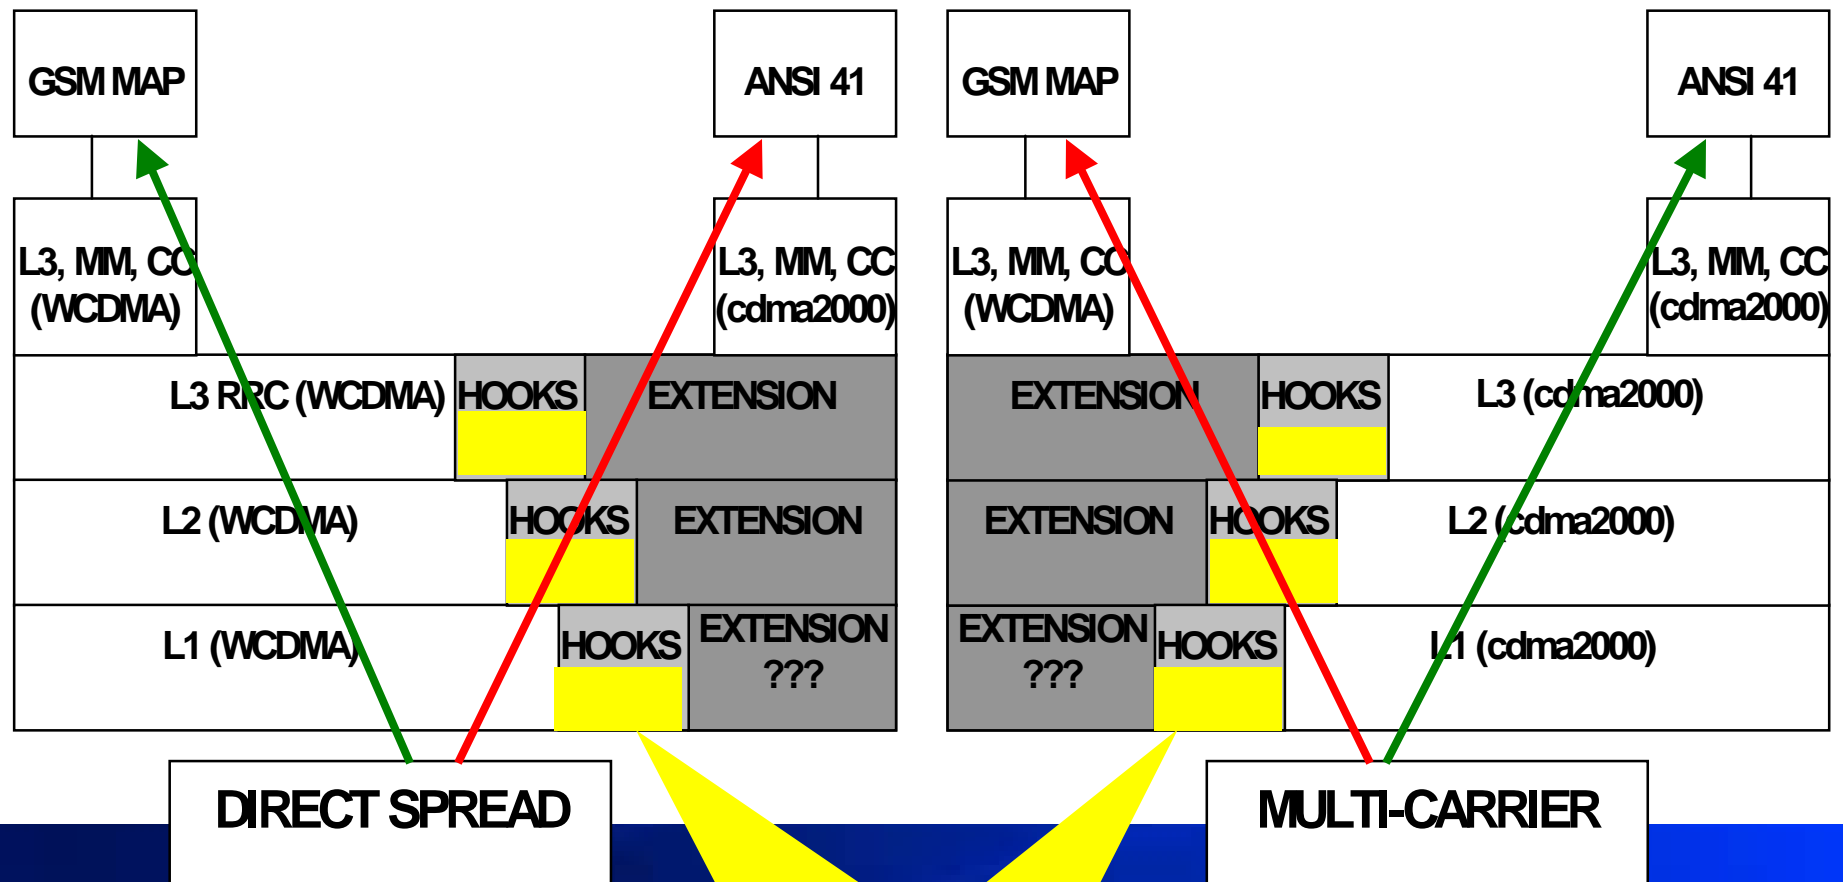 GSM MAP
ANSI 41
GSM MAP
ANSI 41
L3, MM, CC
(WCDMA)
L3, MM, CC
(cdma2000)
L3, MM, CC
(WCDMA)
L3, MM, CC
(cdma2000)
L3 RRC (WCDMA)
HOOKS
EXTENSION
EXTENSION
HOOKS
L3 (cdma2000)
L2 (WCDMA)
HOOKS
EXTENSION
EXTENSION
HOOKS
L2 (cdma2000)
L1 (WCDMA)
HOOKS
EXTENSION
???
EXTENSION
???
HOOKS
L1 (cdma2000)
DIRECT SPREAD
MULTI-CARRIER